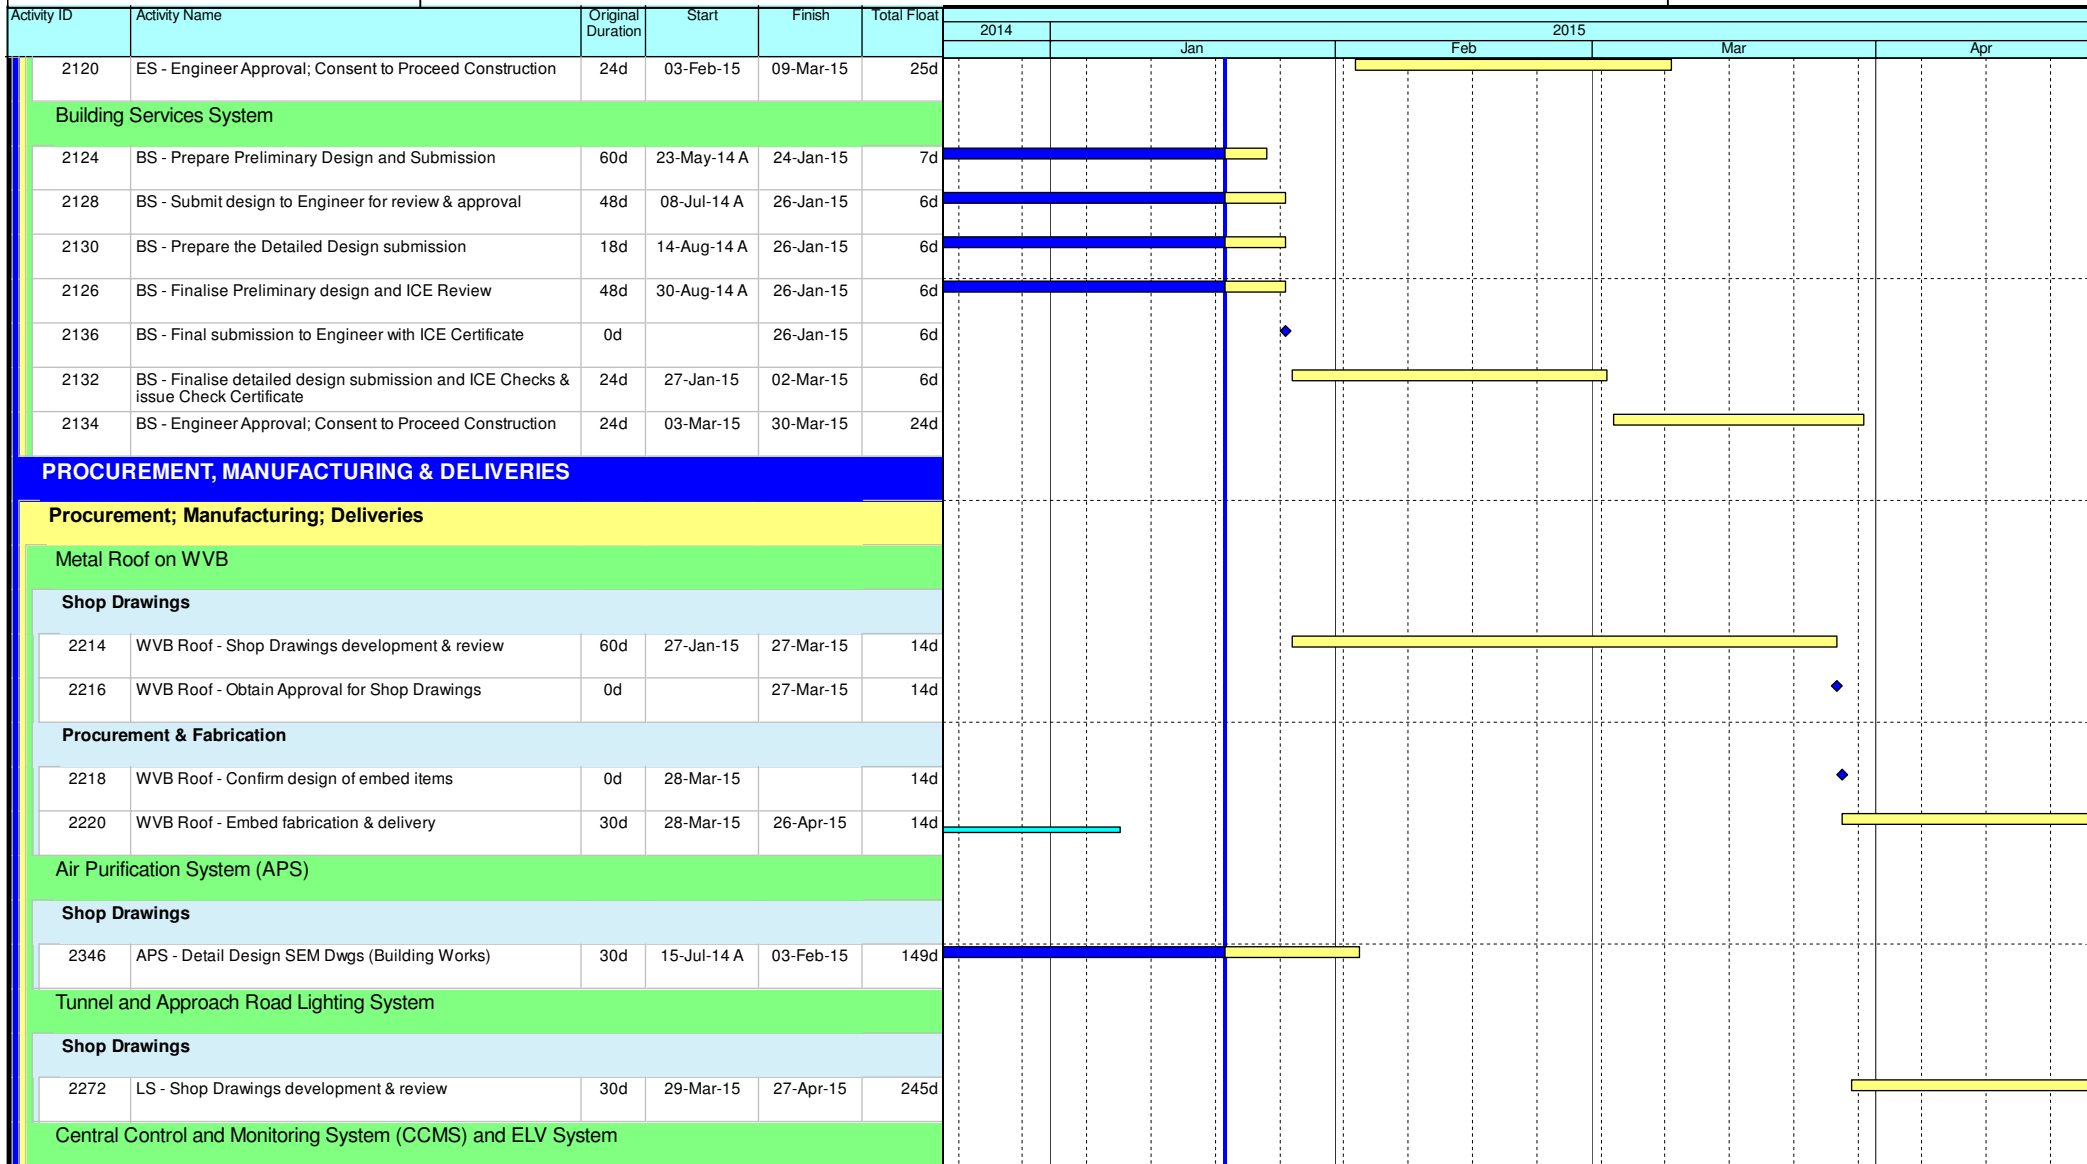 Activity ID Activity Name Original Duration Start Finish Total Float
2014 2015
Jan Feb Mar Apr
2120 ES - Engineer Approval; Consent to Proceed Construction 24d 03-Feb-15 09-Mar-15 25d
Building Services System
2124 BS - Prepare Preliminary Design and Submission 60d 23-May-14 A 24-Jan-15 7d
2128 BS - Submit design to Engineer for review & approval 48d 08-Jul-14 A 26-Jan-15 6d
2130 BS - Prepare the Detailed Design submission 18d 14-Aug-14 A 26-Jan-15 6d
2126 BS - Finalise Preliminary design and ICE Review 48d 30-Aug-14 A 26-Jan-15 6d
2136 BS - Final submission to Engineer with ICE Certificate 0d 26-Jan-15 6d
2132 BS - Finalise detailed design submission and ICE Checks & 24d 27-Jan-15 02-Mar-15 6d
issue Check Certificate
2134 BS - Engineer Approval; Consent to Proceed Construction 24d 03-Mar-15 30-Mar-15 24d
PROCUREMENT, MANUFACTURING & DELIVERIES
Procurement; Manufacturing; Deliveries
Metal Roof on WVB
Shop Drawings
2214 WVB Roof - Shop Drawings development & review 60d 27-Jan-15 27-Mar-15 14d
2216 WVB Roof - Obtain Approval for Shop Drawings 0d 27-Mar-15 14d
Procurement & Fabrication
2218 WVB Roof - Confirm design of embed items 0d 28-Mar-15 14d
2220 WVB Roof - Embed fabrication & delivery 30d 28-Mar-15 26-Apr-15 14d
Air Purification System (APS)
Shop Drawings
2346 APS - Detail Design SEM Dwgs (Building Works) 30d 15-Jul-14 A 03-Feb-15 149d
Tunnel and Approach Road Lighting System
Shop Drawings
2272 LS - Shop Drawings development & review 30d 29-Mar-15 27-Apr-15 245d
Central Control and Monitoring System (CCMS) and ELV System